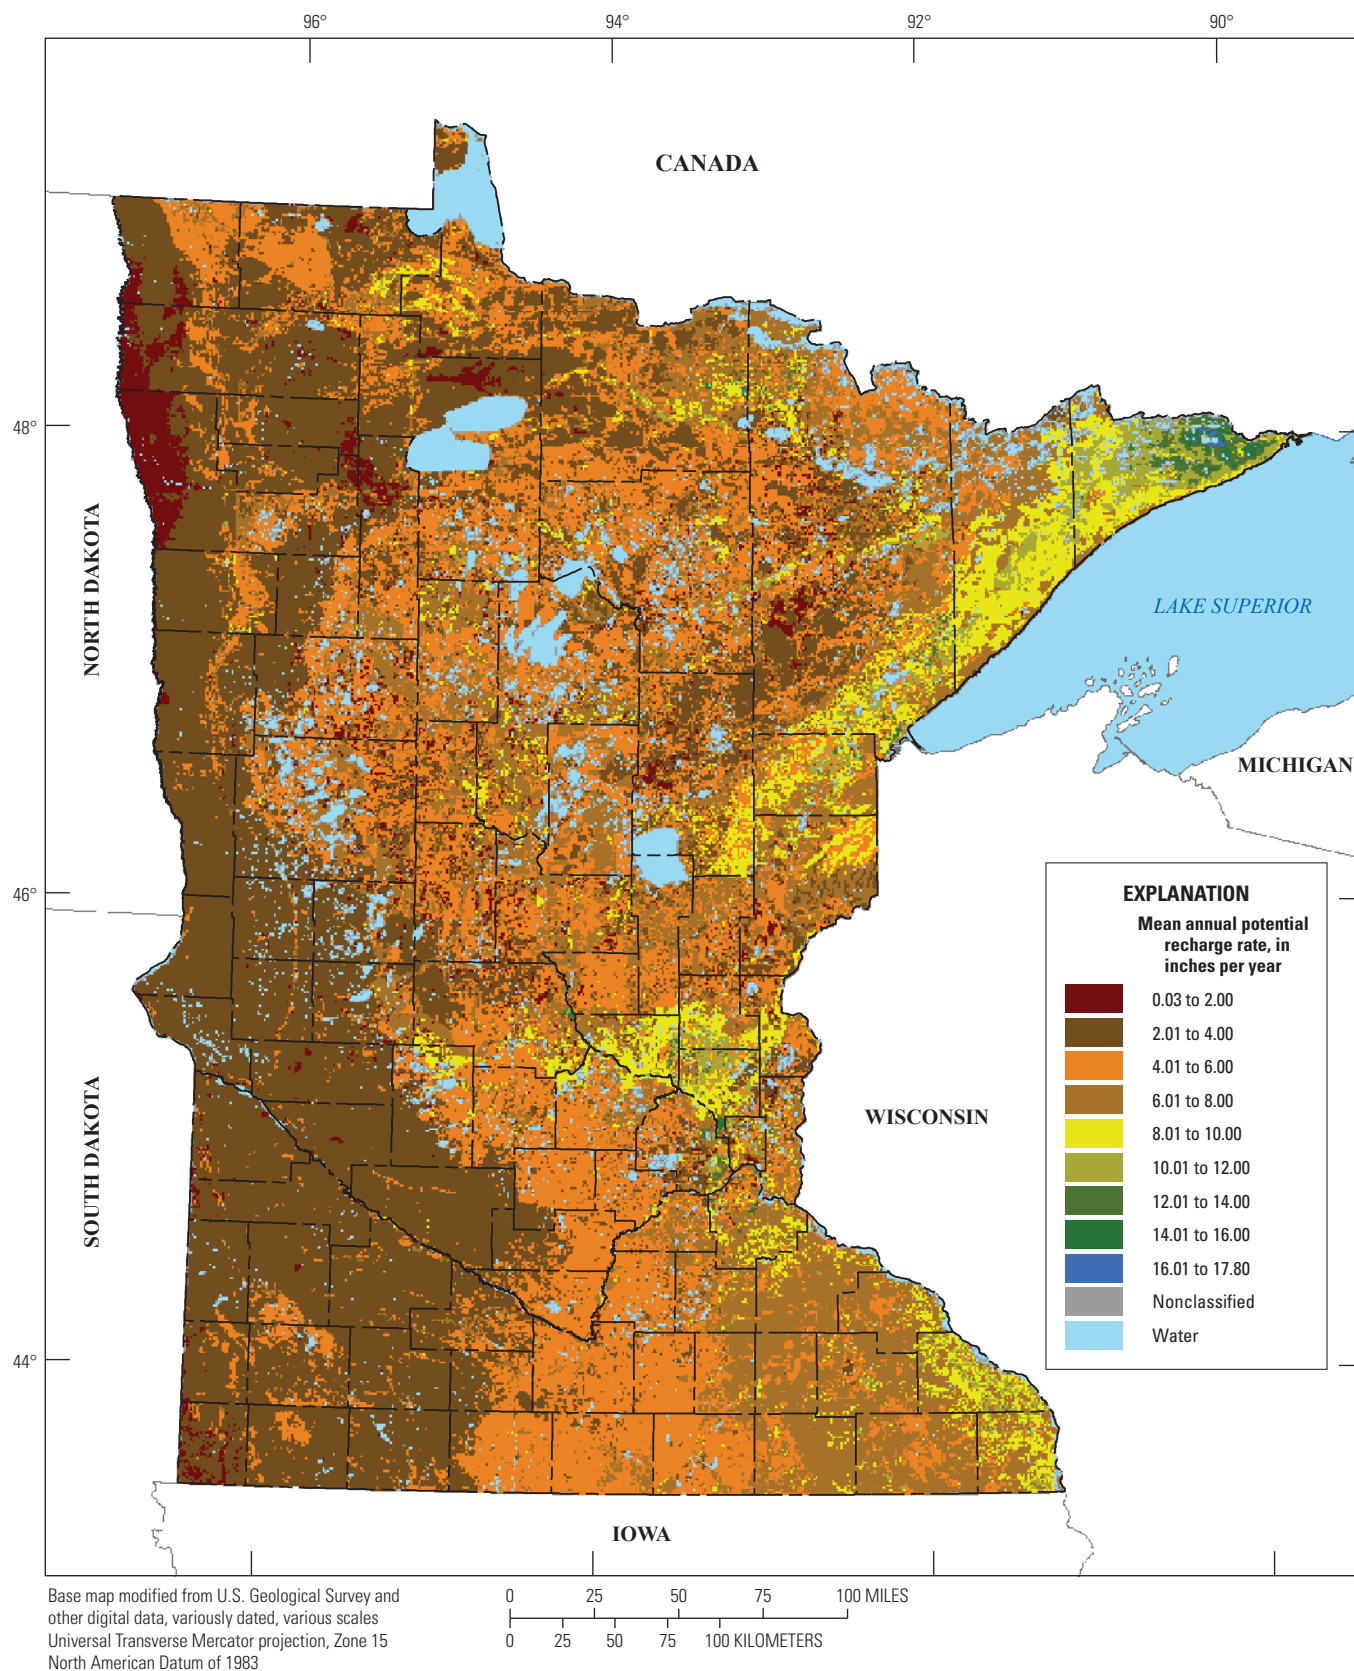 96°
94°
92°
90°
CANADA
48°
NORTH DAKOTA
LAKE SUPERIOR
MICHIGAN
46°
EXPLANATION
Mean annual potential
recharge rate, in
inches per year
0.03 to 2.00
2.01 to 4.00
4.01 to 6.00
6.01 to 8.00
8.01 to 10.00
10.01 to 12.00
12.01 to 14.00
14.01 to 16.00
16.01 to 17.80
Nonclassified
Water
WISCONSIN
SOUTH DAKOTA
44°
IOWA
Base map modified from U.S. Geological Survey and
other digital data, variously dated, various scales
Universal Transverse Mercator projection, Zone 15
North American Datum of 1983
0 25 50 75 100 MILES
0 25 50 75 100 KILOMETERS